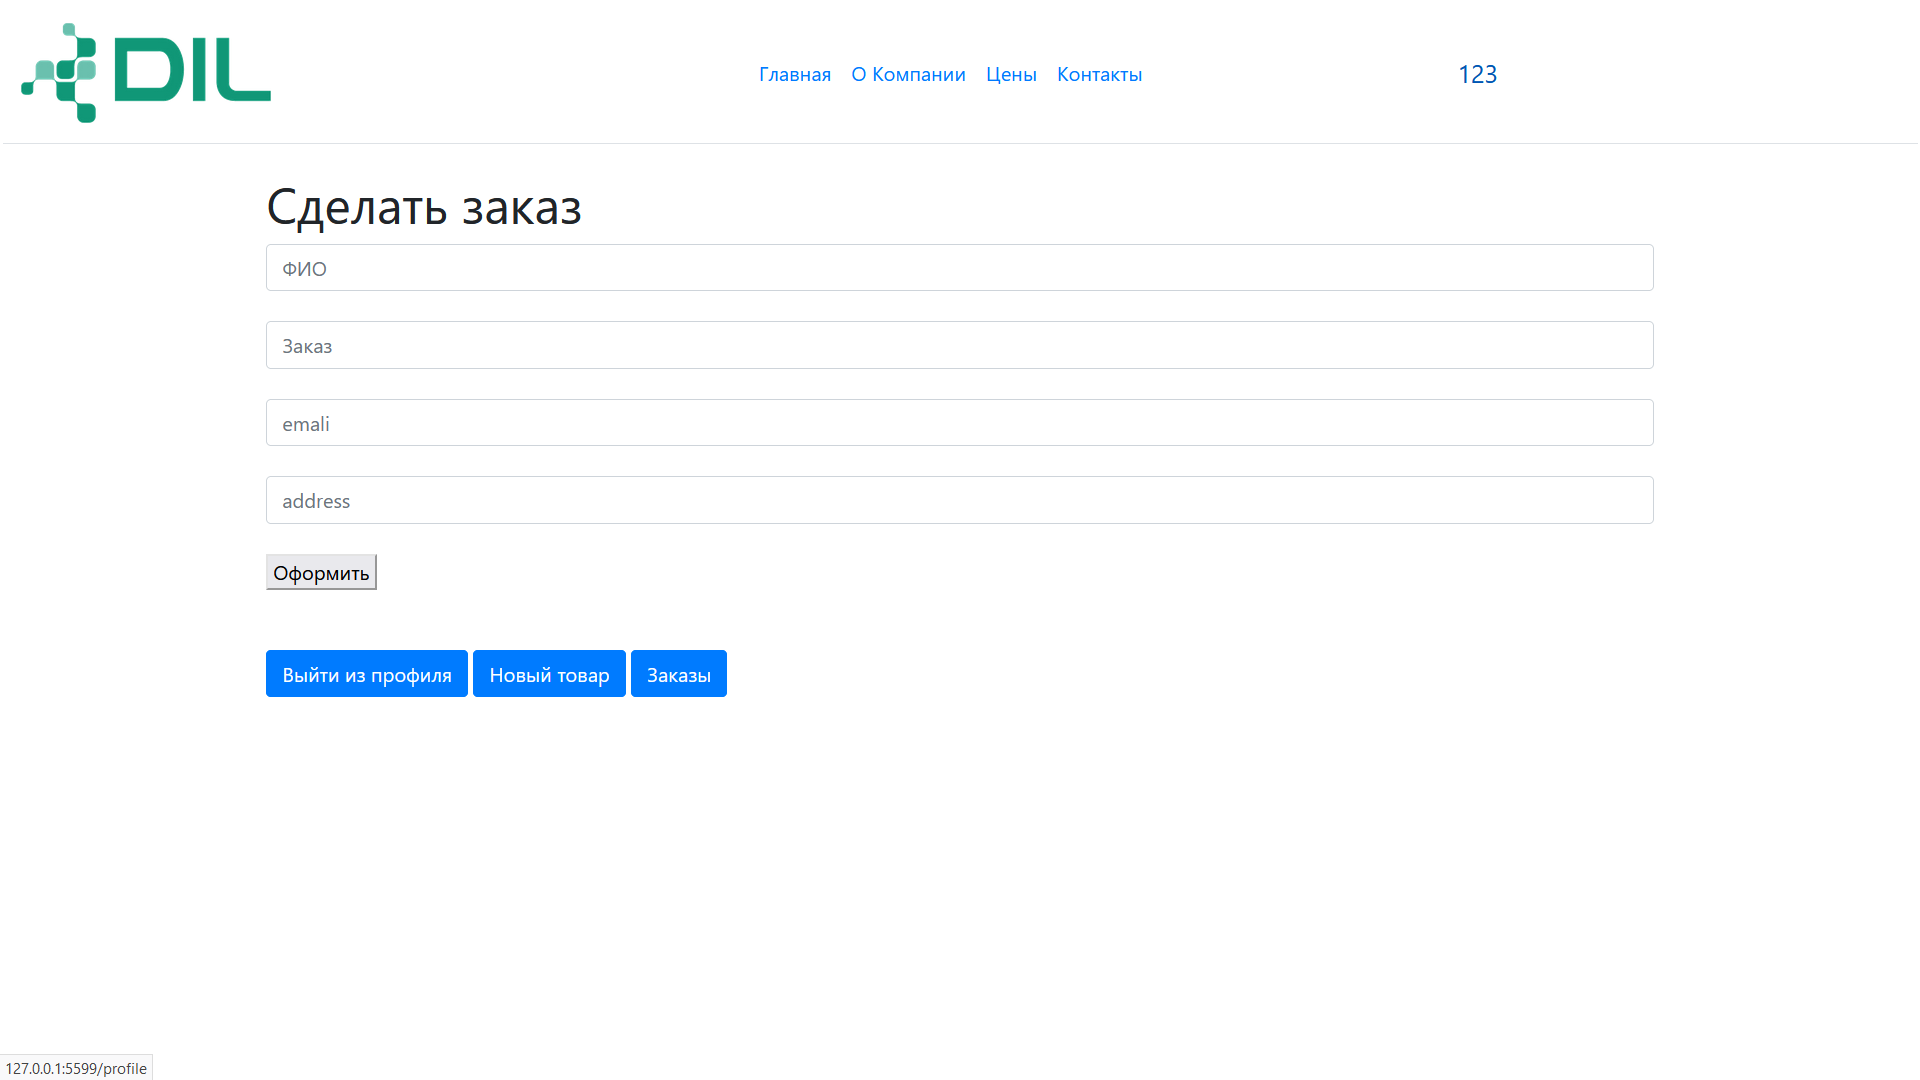 DIL
Главная О Компании Цены Контакты 123
Сделать заказ
ФИО
Заказ
emali
address
Оформить
Выйти из профиля Новый товар Заказы
127.0.0.1:5599/profile